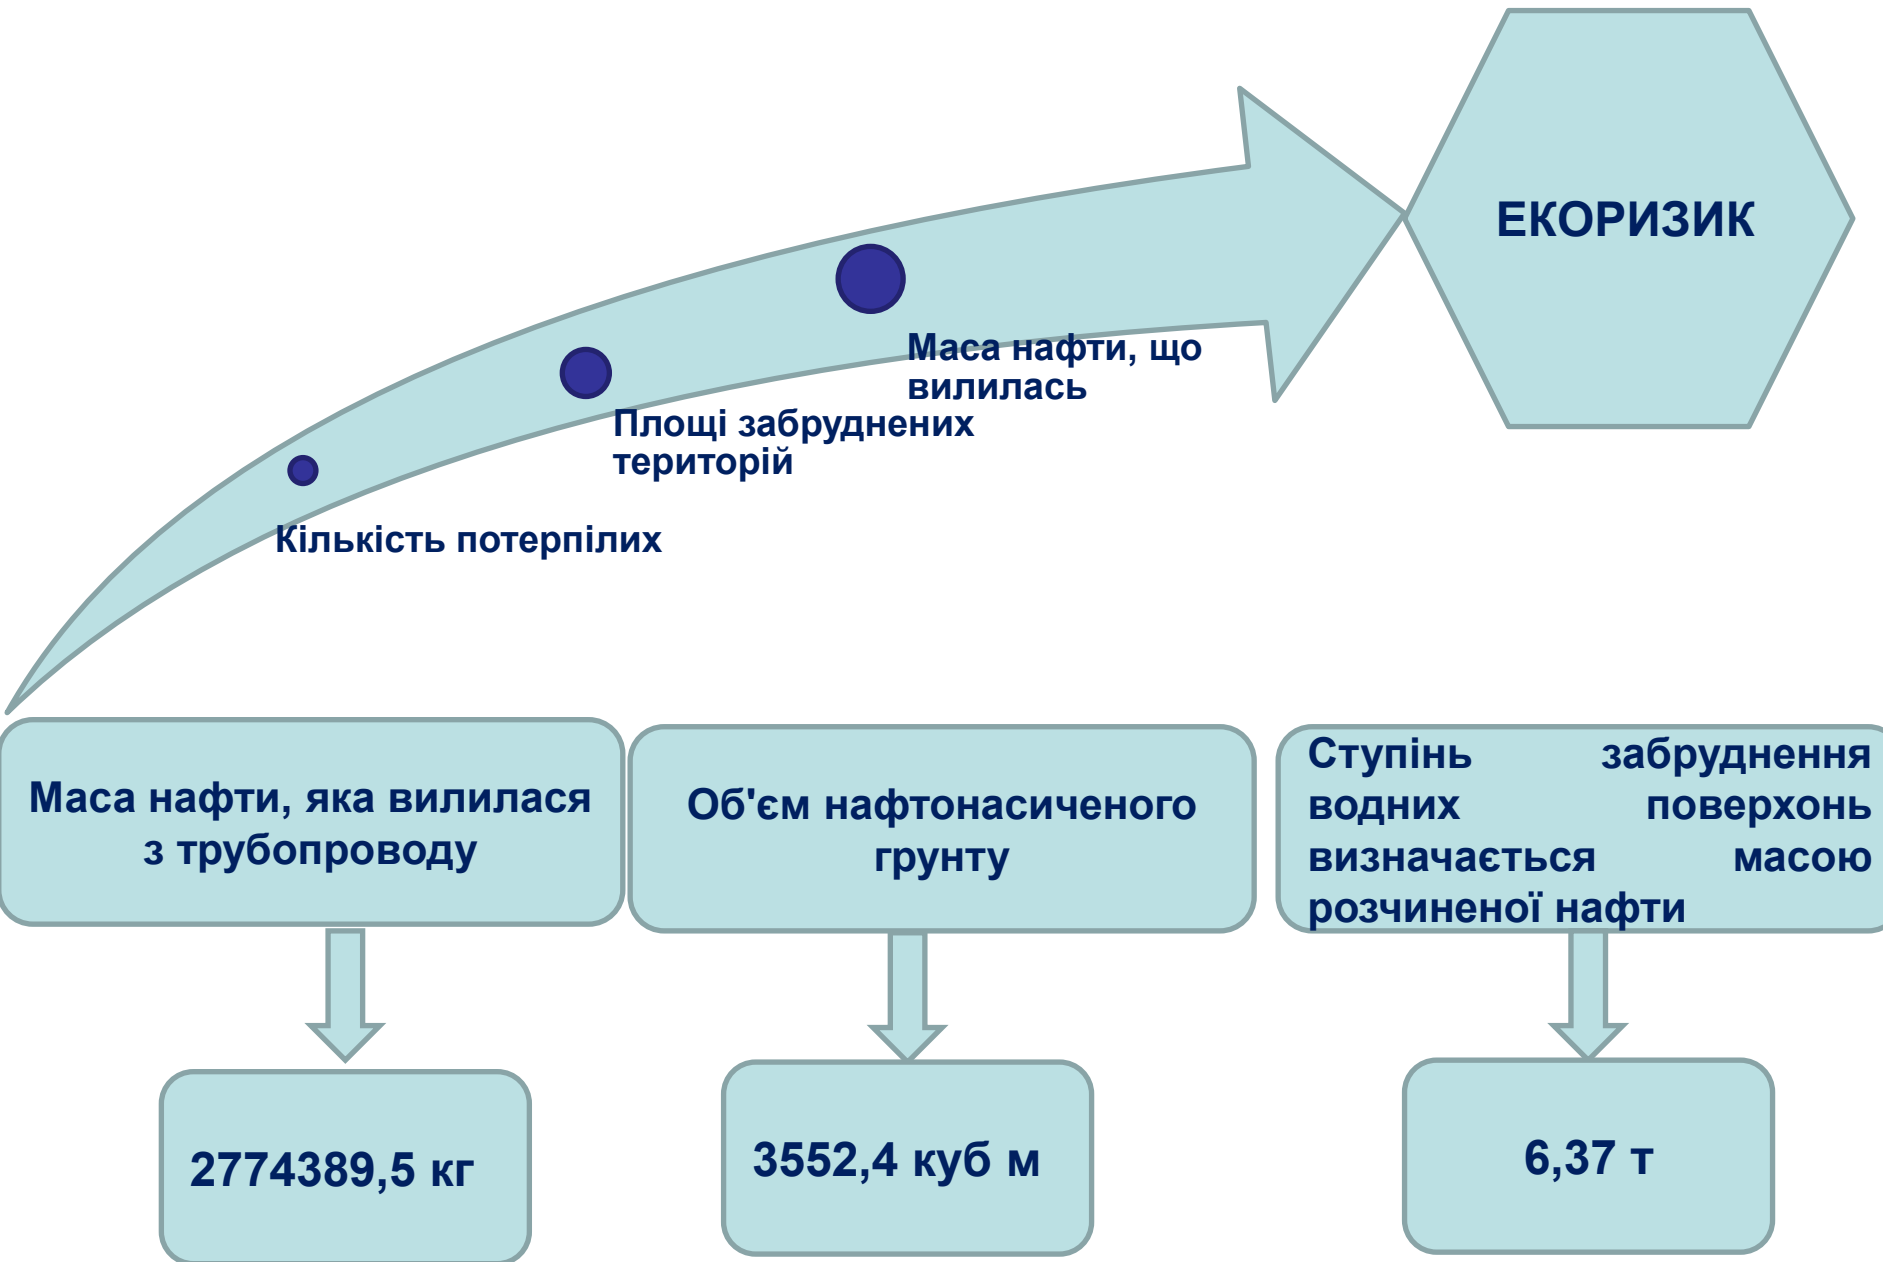 ЕКОРИЗИК
Маса нафти, що
вилилась
Площі забруднених
територій
Кількість потерпілих
Маса нафти, яка вилилася
з трубопроводу
Об'єм нафтонасиченого
грунту
Ступінь забруднення
водних поверхонь
визначається масою
розчиненої нафти
2774389,5 кг
3552,4 куб м
6,37 т